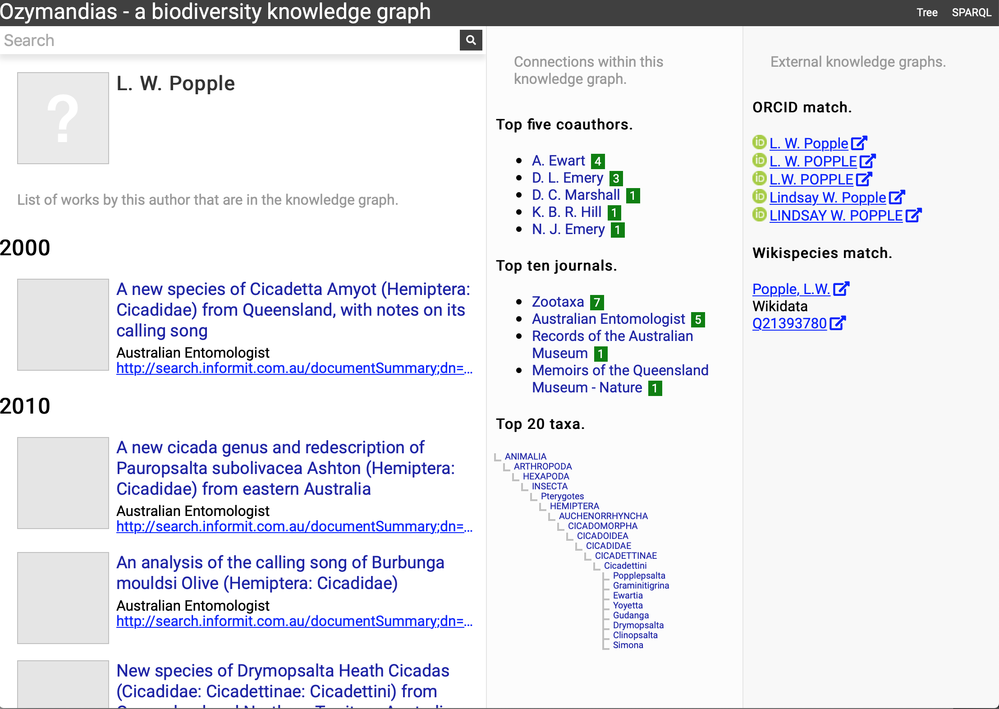 Ozymandias - a biodiversity knowledge graph
Tree
SPARQL
Search
L. W. Popple
List of works by this author that are in the knowledge graph.
2000
A new species of Cicadetta Amyot (Hemiptera:
Cicadidae) from Queensland, with notes on its
calling song
Australian Entomologist
http://search.informit.com.au/documentSummary;dn=...
2010
A new cicada genus and redescription of
Pauropsalta subolivacea Ashton (Hemiptera:
Cicadidae) from eastern Australia
Australian Entomologist
http://search.informit.com.au/documentSummary;dn=...
An analysis of the calling song of Burbunga
mouldsi Olive (Hemiptera: Cicadidae)
Australian Entomologist
http://search.informit.com.au/documentSummary;dn=...
New species of Drymopsalta Heath Cicadas
(Cicadidae: Cicadettinae: Cicadettini) from
Connections within this
knowledge graph.
Top five coauthors.
A. Ewart 4
D. L. Emery 3
D. C. Marshall 1
K. B. R. Hill 1
N. J. Emery 1
Top ten journals.
Zootaxa 7
Australian Entomologist 5
Records of the Australian
Museum 1
Memoirs of the Queensland
Museum - Nature 1
Top 20 taxa.
ANIMALIA
ARTHROPODA
HEXAPODA
INSECTA
Pterygotes
HEMIPTERA
AUCHENORRHYNCHA
CICADOMORPHA
CICADOIDEA
CICADIDAE
CICADETTINAE
Cicadettini
Popplepsalta
Graminitigrina
Ewartia
Yoyetta
Gudanga
Drymopsalta
Clinopsalta
Simona
External knowledge graphs.
ORCID match.
iD L. W. Popple
iD L. W. POPPLE
iD L.W. POPPLE
iD Lindsay W. Popple
iD LINDSAY W. POPPLE
Wikispecies match.
Popple, L.W.
Wikidata
Q21393780